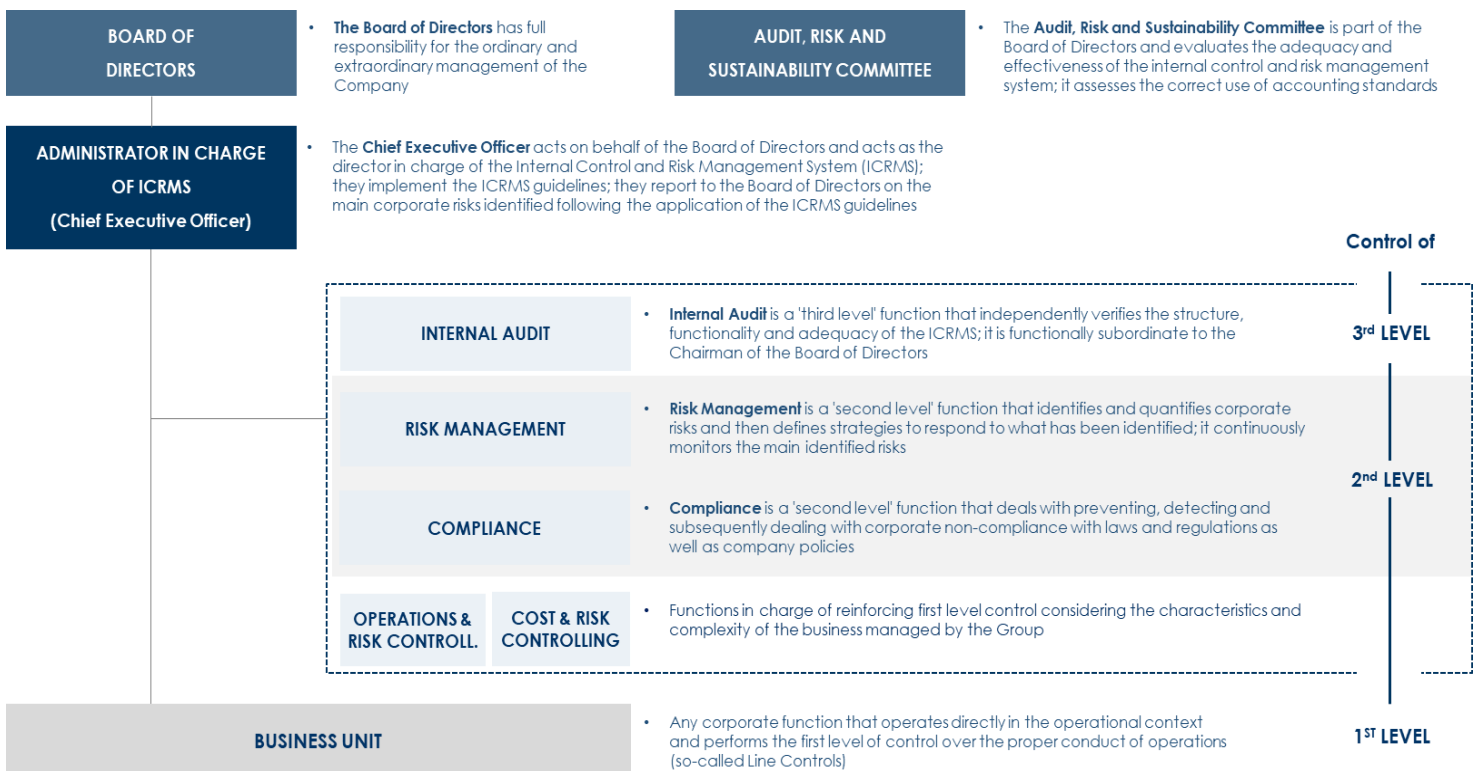 BOARD OF
DIRECTORS
• The Board of Directors has full
responsibility for the ordinary and
extraordinary management of the
Company
AUDIT, RISK AND
SUSTAINABILITY COMMITTEE
• The Audit, Risk and Sustainability Committee is part of the
Board of Directors and evaluates the adequacy and
effectiveness of the internal control and risk management
system; it assesses the correct use of accounting standards
ADMINISTRATOR IN CHARGE
OF ICRMS
(Chief Executive Officer)
• The Chief Executive Officer acts on behalf of the Board of Directors and acts as the
director in charge of the Internal Control and Risk Management System (ICRMS);
they implement the ICRMS guidelines; they report to the Board of Directors on the
main corporate risks identified following the application of the ICRMS guidelines
Control of
INTERNAL AUDIT
• Internal Audit is a 'third level' function that independently verifies the structure,
functionality and adequacy of the ICRMS; it is functionally subordinate to the
Chairman of the Board of Directors
3rd LEVEL
RISK MANAGEMENT
• Risk Management is a 'second level' function that identifies and quantifies corporate
risks and then defines strategies to respond to what has been identified; it continuously
monitors the main identified risks
2nd LEVEL
COMPLIANCE
• Compliance is a 'second level' function that deals with preventing, detecting and
subsequently dealing with corporate non-compliance with laws and regulations as
well as company policies
OPERATIONS &
RISK CONTROLL.
COST & RISK
CONTROLLING
• Functions in charge of reinforcing first level control considering the characteristics and
complexity of the business managed by the Group
BUSINESS UNIT
• Any corporate function that operates directly in the operational context
and performs the first level of control over the proper conduct of operations
(so-called Line Controls)
1ST LEVEL